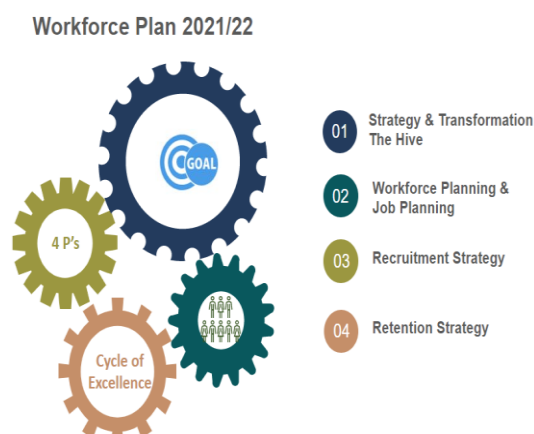 Workforce Plan 2021/22
GOAL
4 P's
Cycle of
Excellence
01
Strategy & Transformation
The Hive
02
Workforce Planning &
Job Planning
03
Recruitment Strategy
04
Retention Strategy